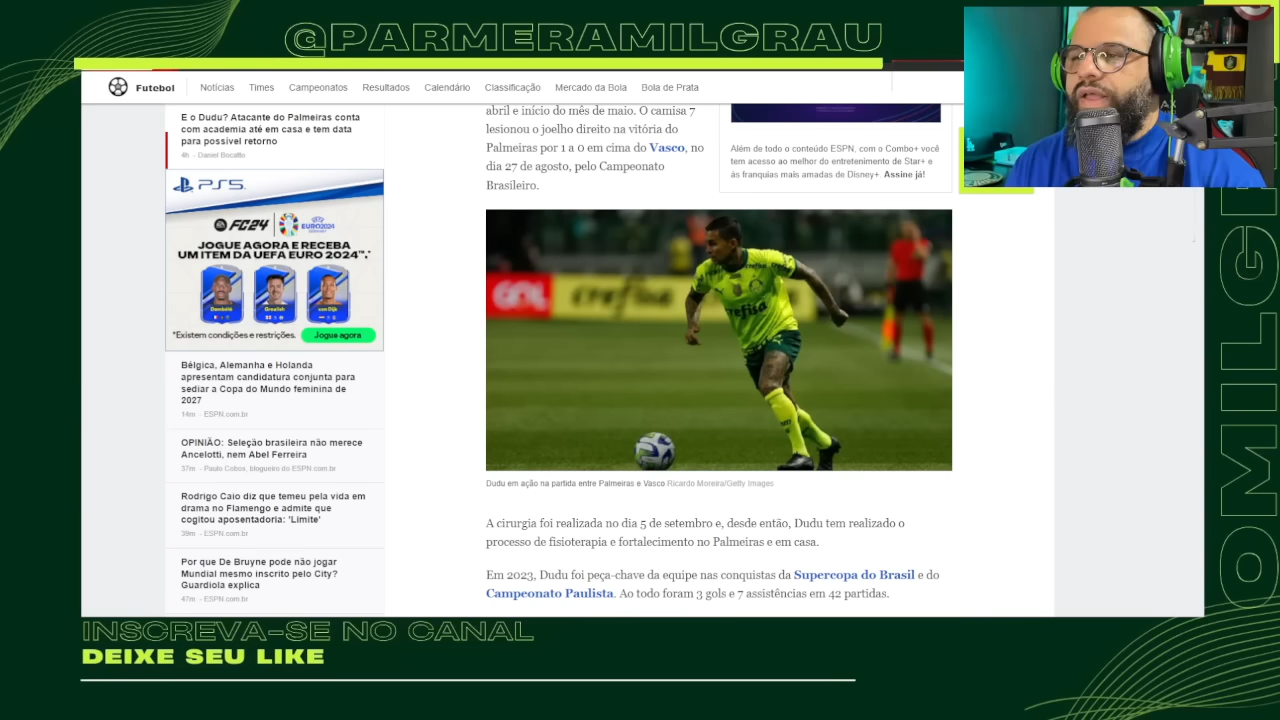 @PARMERAMILGRAU
Futebol
Notícias
Times
Campeonatos
Resultados
Calendário
Classificação
Mercado da Bola
Bola de Prata
E o Dudu? Atacante do Palmeiras conta
com academia até em casa e tem data
para possível retorno
4h - Daniel Bocatto
PS5
FC24
EURO2024
JOGUE AGORA E RECEBA
UM ITEM DA UEFA EURO 2024™.*
Dembélé
Grealish
van Dijk
*Existem condições e restrições.
Jogue agora
Bélgica, Alemanha e Holanda
apresentam candidatura conjunta para
sediar a Copa do Mundo feminina de
2027
14m - ESPN.com.br
OPINIÃO: Seleção brasileira não merece
Ancelotti, nem Abel Ferreira
37m - Paulo Cobos, blogueiro do ESPN.com.br
Rodrigo Caio diz que temeu pela vida em
drama no Flamengo e admite que
cogitou aposentadoria: 'Limite'
39m - ESPN.com.br
Por que De Bruyne pode não jogar
Mundial mesmo inscrito pelo City?
Guardiola explica
47m - ESPN.com.br
abril e início do mês de maio. O camisa 7
lesionou o joelho direito na vitória do
Palmeiras por 1 a 0 em cima do Vasco, no
dia 27 de agosto, pelo Campeonato
Brasileiro.
Além de todo o conteúdo ESPN, com o Combo+ você
tem acesso ao melhor do entretenimento de Star+ e
às franquias mais amadas de Disney+. Assine já!
GOL
crefisa
crefisa
Dudu em ação na partida entre Palmeiras e Vasco Ricardo Moreira/Getty Images
A cirurgia foi realizada no dia 5 de setembro e, desde então, Dudu tem realizado o
processo de fisioterapia e fortalecimento no Palmeiras e em casa.
Em 2023, Dudu foi peça-chave da equipe nas conquistas da Supercopa do Brasil e do
Campeonato Paulista. Ao todo foram 3 gols e 7 assistências em 42 partidas.
INSCREVA-SE NO CANAL
DEIXE SEU LIKE